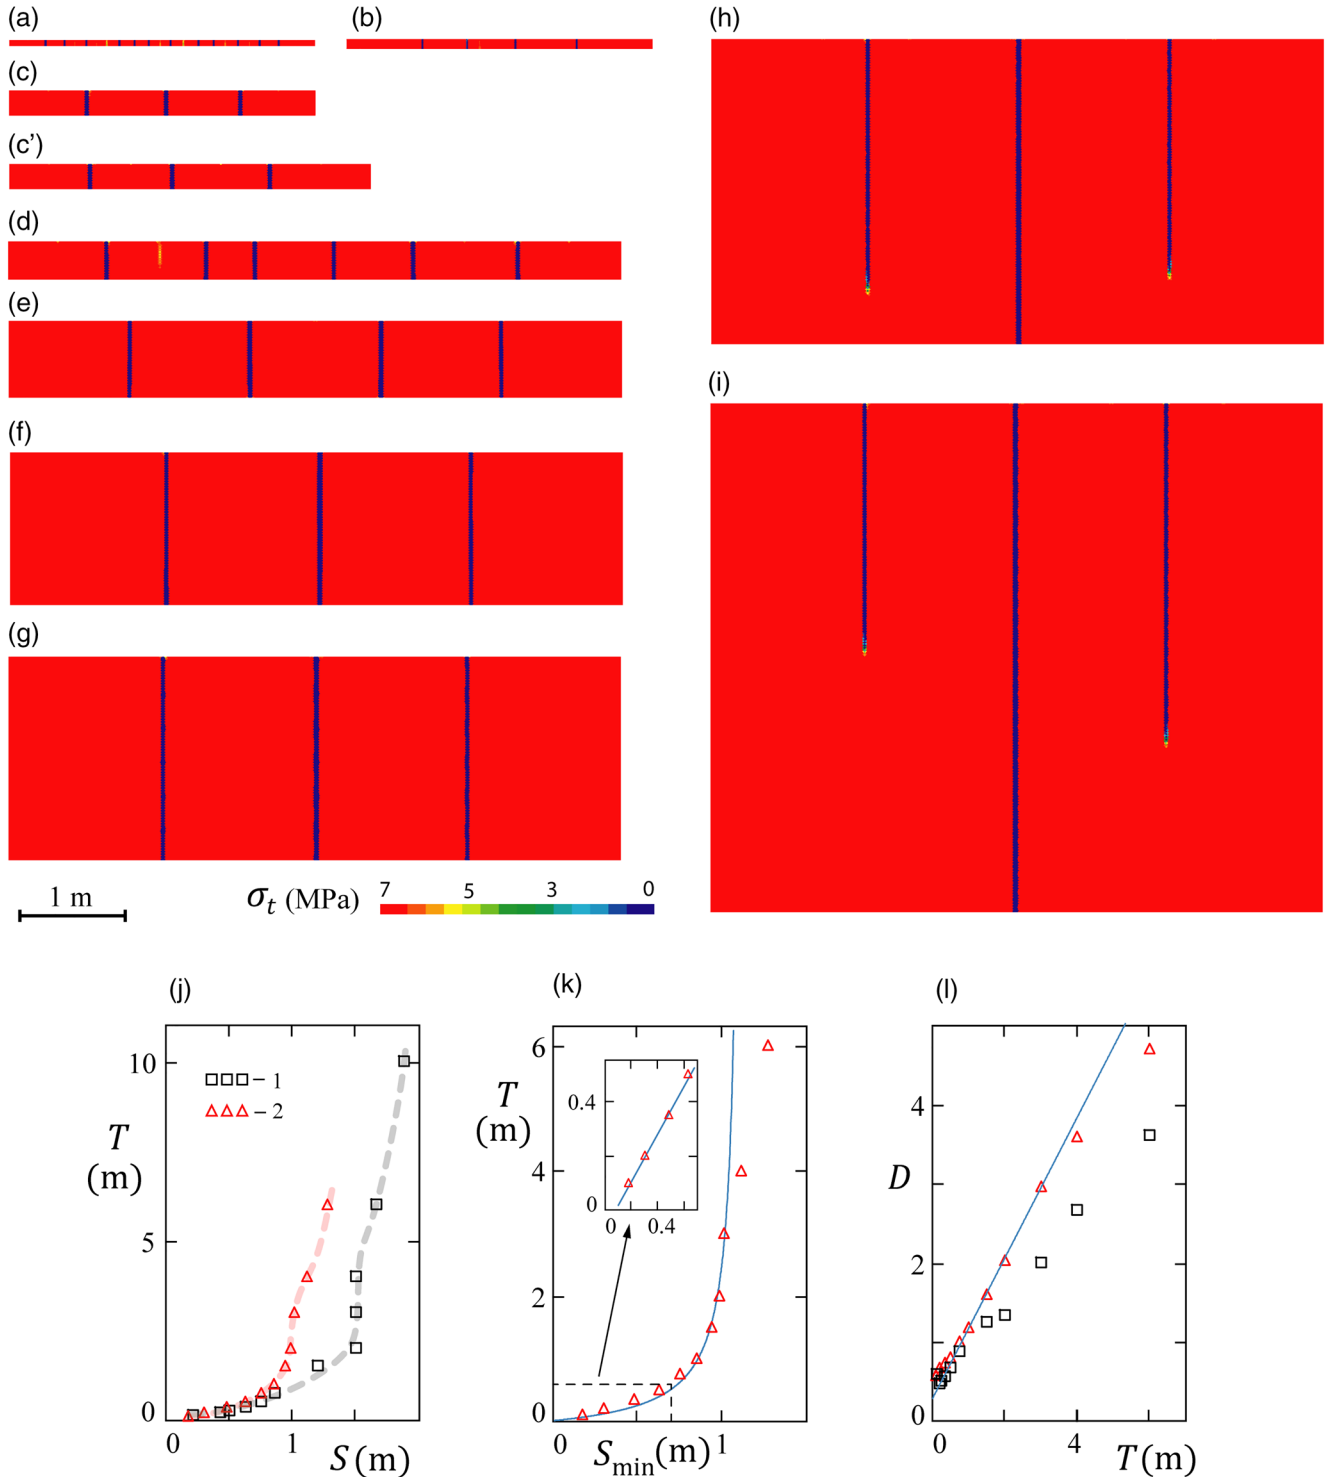 (a)
(b)
(c)
(c’)
(d)
(e)
(f)
(g)
1 m
σt (MPa)
7 5 3 0
(h)
(i)
(j)
10
5
0
T
(m)
– 1
– 2
0 1
S (m)
(k)
6
4
2
0
T
(m)
0.4
0
0 0.4
0 1
Smin (m)
(l)
4
2
0
D
0 4
T (m)